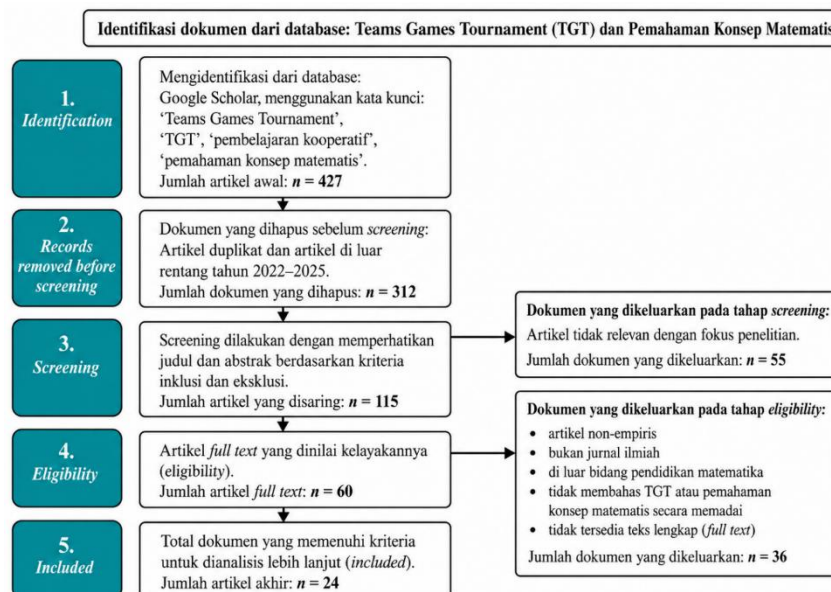 Identifikasi dokumen dari database: Teams Games Tournament (TGT) dan Pemahaman Konsep Matematis
1.
Identification
Mengidentifikasi dari database:
Google Scholar, menggunakan kata kunci:
‘Teams Games Tournament’,
‘TGT’, ‘pembelajaran kooperatif’,
‘pemahaman konsep matematis’.
Jumlah artikel awal: n = 427
2.
Records
removed before
screening
Dokumen yang dihapus sebelum screening:
Artikel duplikat dan artikel di luar
rentang tahun 2022–2025.
Jumlah dokumen yang dihapus: n = 312
3.
Screening
Screening dilakukan dengan memperhatikan
judul dan abstrak berdasarkan kriteria
inklusi dan eksklusi.
Jumlah artikel yang disaring: n = 115
Dokumen yang dikeluarkan pada tahap screening:
Artikel tidak relevan dengan fokus penelitian.
Jumlah dokumen yang dikeluarkan: n = 55
4.
Eligibility
Artikel full text yang dinilai kelayakannya
(eligibility).
Jumlah artikel full text: n = 60
Dokumen yang dikeluarkan pada tahap eligibility:
• artikel non-empiris
• bukan jurnal ilmiah
• di luar bidang pendidikan matematika
• tidak membahas TGT atau pemahaman
konsep matematis secara memadai
• tidak tersedia teks lengkap (full text)
Jumlah dokumen yang dikeluarkan: n = 36
5.
Included
Total dokumen yang memenuhi kriteria
untuk dianalisis lebih lanjut (included).
Jumlah artikel akhir: n = 24